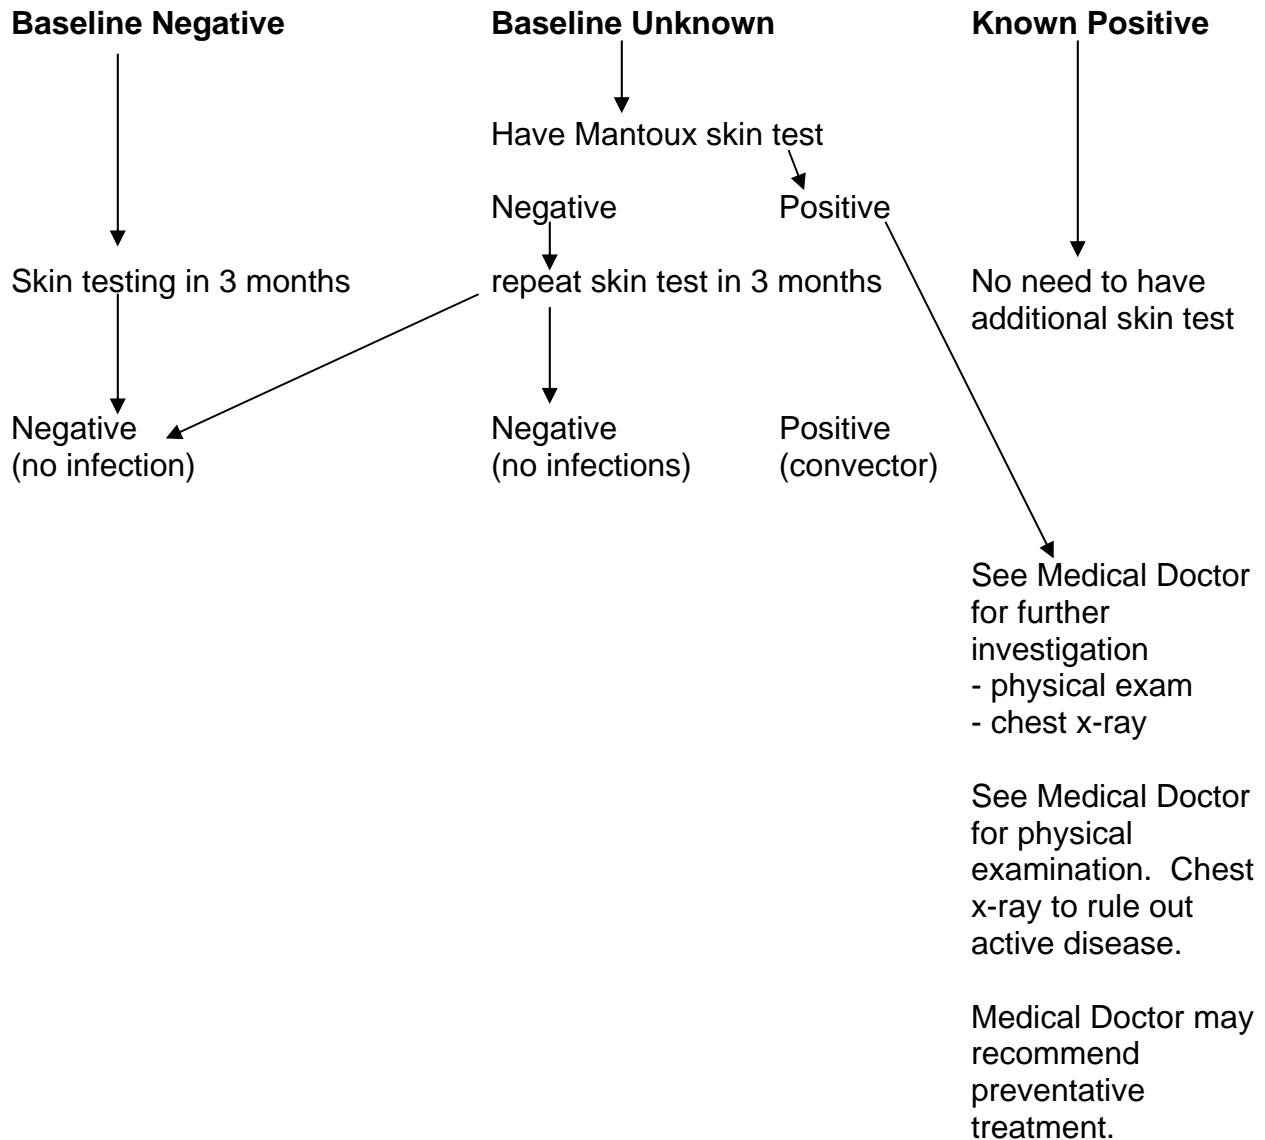 Baseline Negative Baseline Unknown Known Positive
Have Mantoux skin test
Negative Positive
Skin testing in 3 months repeat skin test in 3 months No need to have
additional skin test
Negative Negative Positive
(no infection) (no infections) (convector)
See Medical Doctor
for further
investigation
- physical exam
- chest x-ray
See Medical Doctor
for physical
examination. Chest
x-ray to rule out
active disease.
Medical Doctor may
recommend
preventative
treatment.